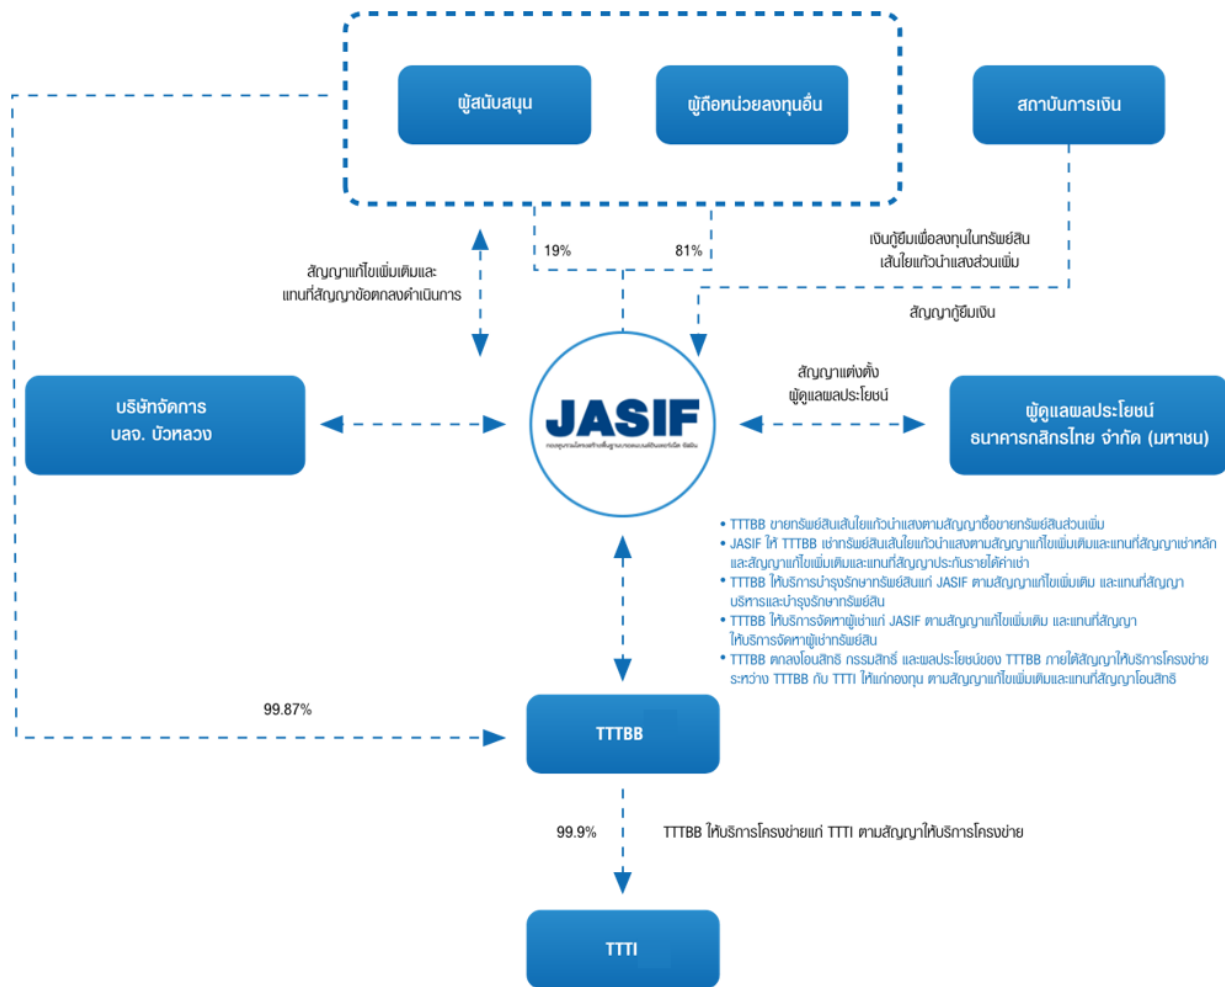 ผู้สนับสนุน
ผู้ถือหน่วยลงทุนอื่น
สถาบันการเงิน
19%
81%
เงินกู้ยืมเพื่อลงทุนในทรัพย์สิน
เส้นใยแก้วนำแสงส่วนเพิ่ม
สัญญาแก้ไขเพิ่มเติมและ
แทนที่สัญญาข้อตกลงดำเนินการ
สัญญากู้ยืมเงิน
บริษัทจัดการ
บลจ. บัวหลวง
JASIF
สัญญาแต่งตั้ง
ผู้ดูแลผลประโยชน์
ผู้ดูแลผลประโยชน์
ธนาคารกสิกรไทย จำกัด (มหาชน)
• TTTBB ขายทรัพย์สินเส้นใยแก้วนำแสงตามสัญญาซื้อขายทรัพย์สินส่วนเพิ่ม
• JASIF ให้ TTTBB เช่าทรัพย์สินเส้นใยแก้วนำแสงตามสัญญาแก้ไขเพิ่มเติมและแทนที่สัญญาเช่าหลัก
และสัญญาแก้ไขเพิ่มเติมและแทนที่สัญญาประกันรายได้ค่าเช่า
• TTTBB ให้บริการบำรุงรักษาทรัพย์สินแก่ JASIF ตามสัญญาแก้ไขเพิ่มเติม และแทนที่สัญญา
บริหารและบำรุงรักษาทรัพย์สิน
• TTTBB ให้บริการจัดหาผู้เช่าแก่ JASIF ตามสัญญาแก้ไขเพิ่มเติม และแทนที่สัญญา
ให้บริการจัดหาผู้เช่าทรัพย์สิน
• TTTBB ตกลงโอนสิทธิ กรรมสิทธิ์ และผลประโยชน์ของ TTTBB ภายใต้สัญญาให้บริการโครงข่าย
ระหว่าง TTTBB กับ TTTI ให้แก่กองทุน ตามสัญญาแก้ไขเพิ่มเติมและแทนที่สัญญาโอนสิทธิ
99.87%
TTTBB
99.9%
TTTBB ให้บริการโครงข่ายแก่ TTTI ตามสัญญาให้บริการโครงข่าย
TTTI